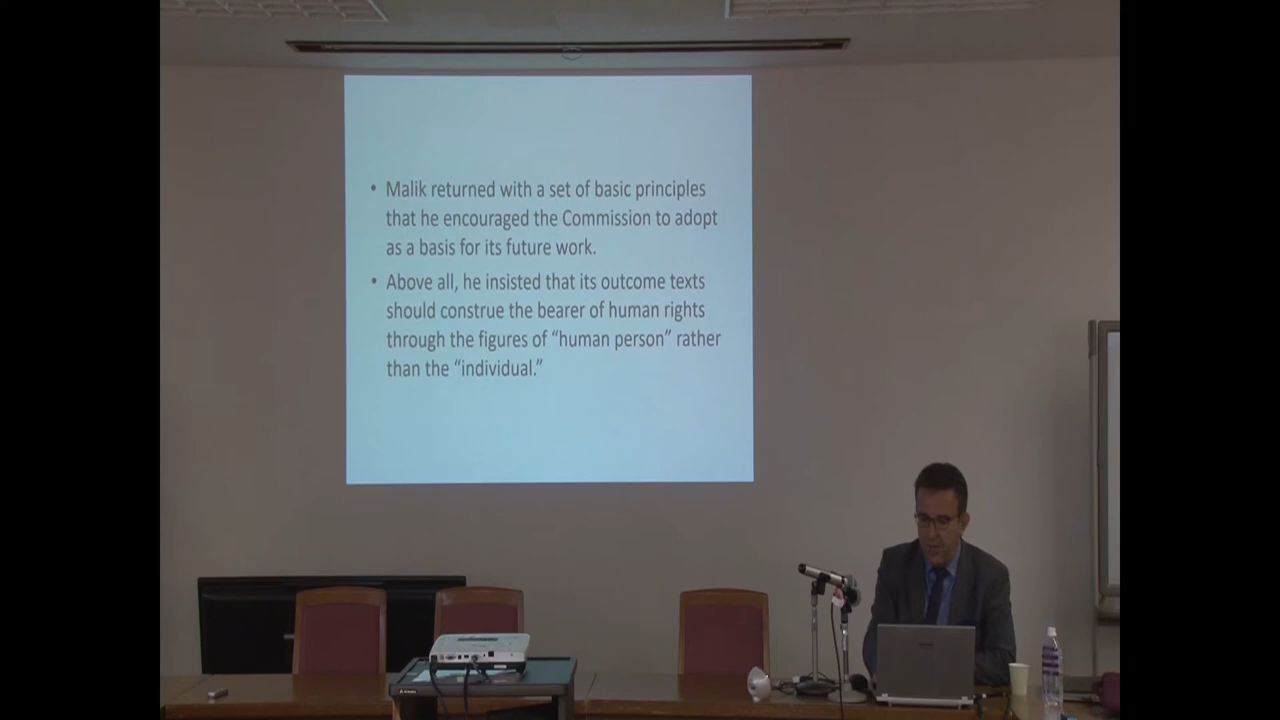 • Malik returned with a set of basic principles
that he encouraged the Commission to adopt
as a basis for its future work.
• Above all, he insisted that its outcome texts
should construe the bearer of human rights
through the figures of “human person” rather
than the “individual.”